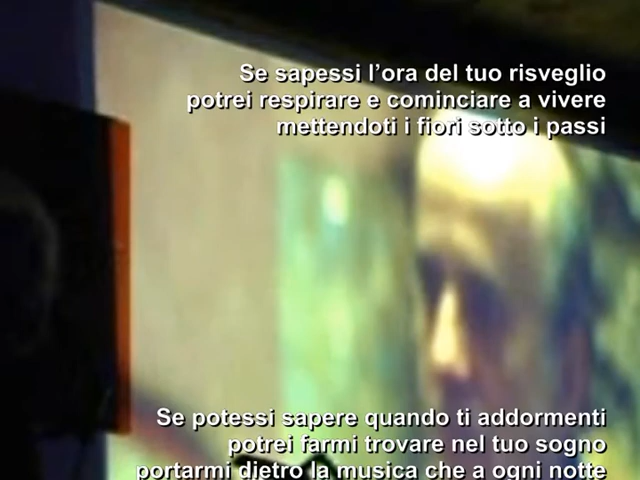 Se sapessi l’ora del tuo risveglio
potrei respirare e cominciare a vivere
mettendoti i fiori sotto i passi
Se potessi sapere quando ti addormenti
potrei farmi trovare nel tuo sogno
portarmi dietro la musica che a ogni notte